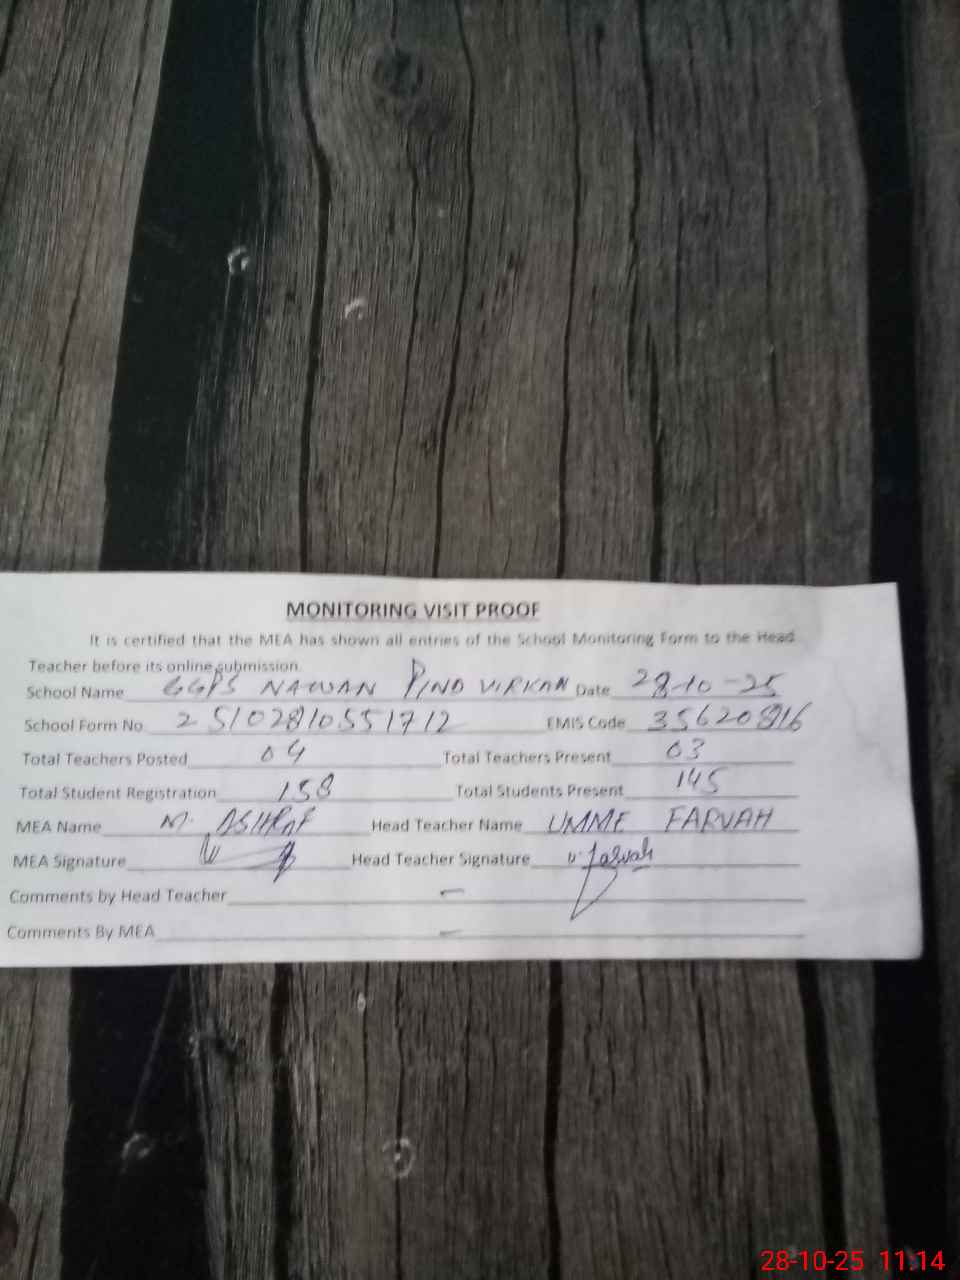 MONITORING VISIT PROOF
It is certified that the MEA has shown all entries of the School Monitoring Form to the Head
Teacher before its online submission.
School Name GGPS NAWAN PIND VIRKAN Date 28-10-25
School Form No. 25102810551712 EMIS Code 35620816
Total Teachers Posted 04 Total Teachers Present 03
Total Student Registration 158 Total Students Present 145
MEA Name M. ASHRAF Head Teacher Name UMME FARVAH
MEA Signature Head Teacher Signature u.farvah
Comments by Head Teacher —
Comments By MEA —
28-10-25 11:14